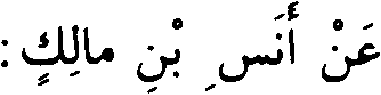 عَنْ أَنَس ِ بْنِ مالِكٍ :